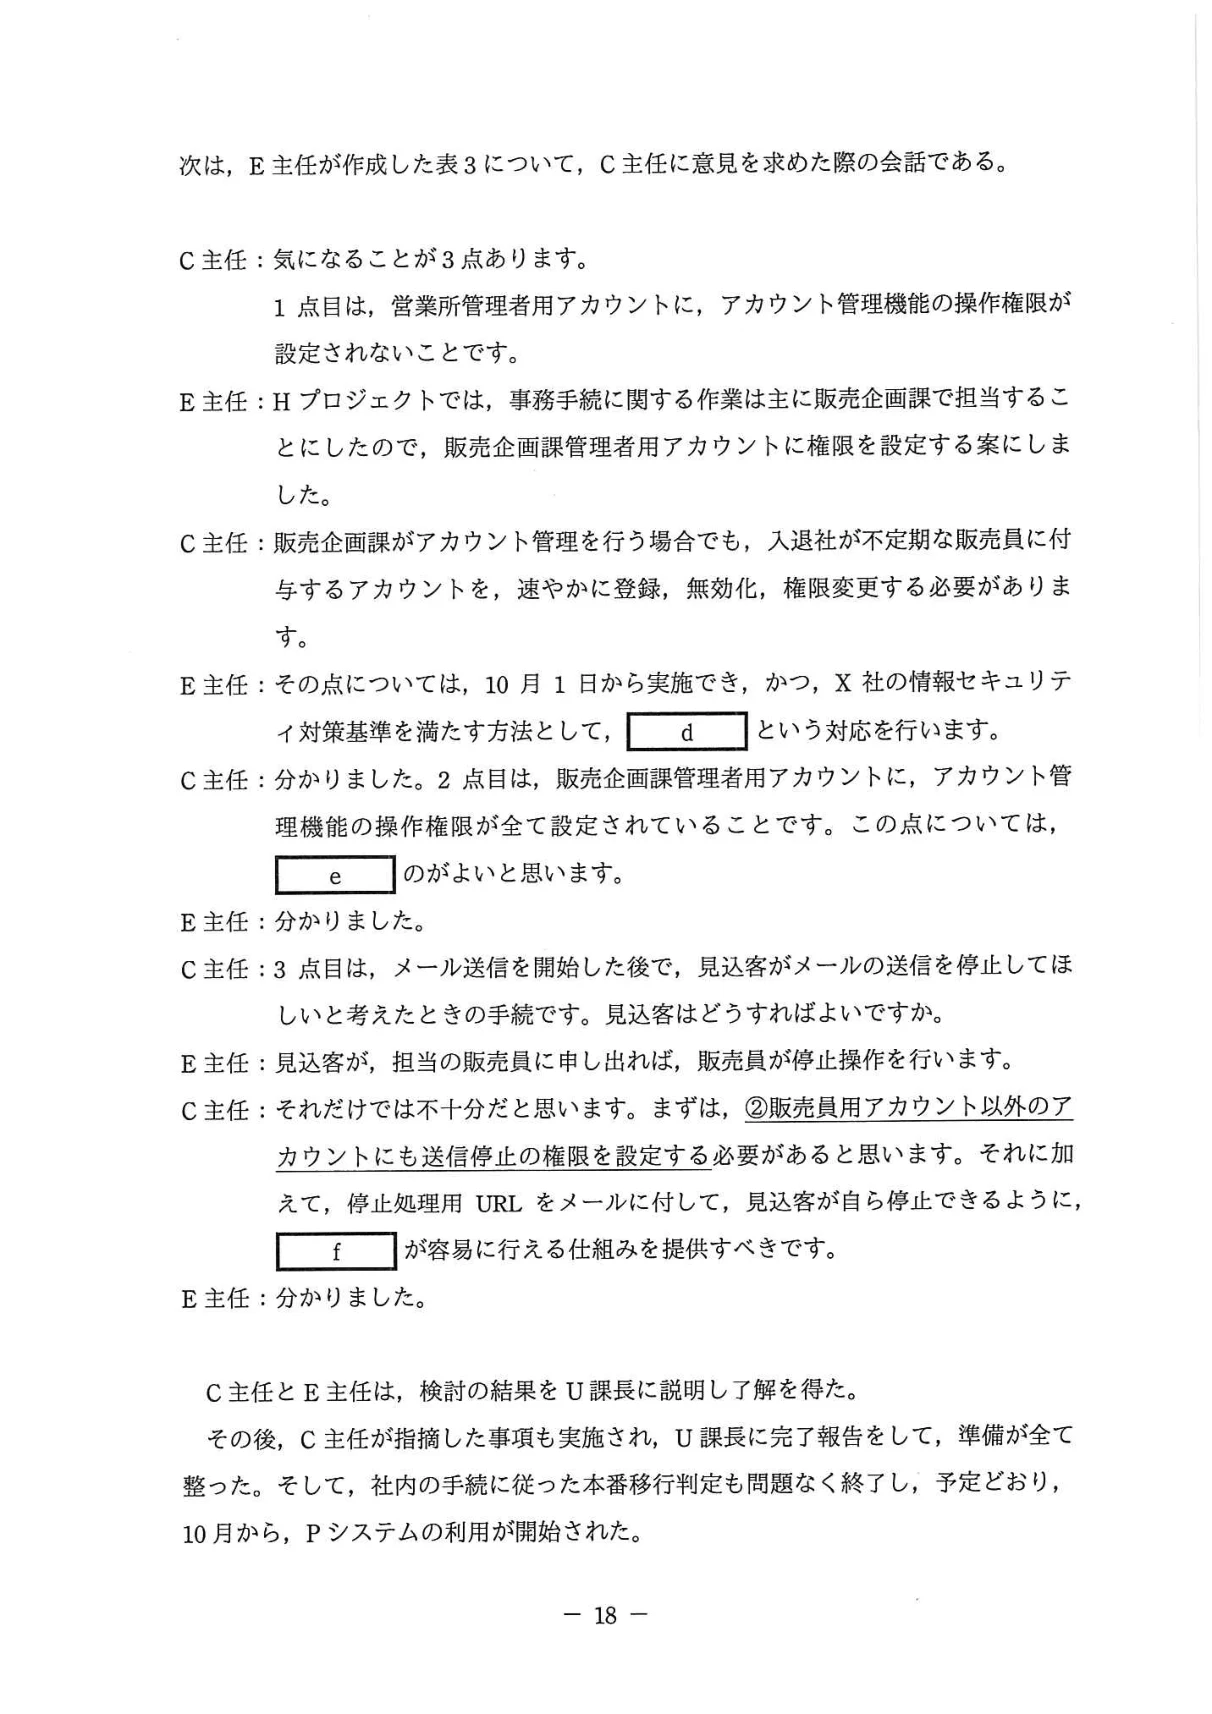 次は，E 主任が作成した表 3 について，C 主任に意見を求めた際の会話である。
C 主任：気になることが 3 点あります。
1 点目は，営業所管理者用アカウントに，アカウント管理機能の操作権限が
設定されないことです。
E 主任：H プロジェクトでは，事務手続に関する作業は主に販売企画課で担当するこ
とにしたので，販売企画課管理者用アカウントに権限を設定する案にしま
した。
C 主任：販売企画課がアカウント管理を行う場合でも，入退社が不定期な販売員に付
与するアカウントを，速やかに登録，無効化，権限変更する必要がありま
す。
E 主任：その点については，10 月 1 日から実施でき，かつ，X 社の情報セキュリテ
ィ対策基準を満たす方法として， d という対応を行います。
C 主任：分かりました。2 点目は，販売企画課管理者用アカウントに，アカウント管
理機能の操作権限が全て設定されていることです。この点については，
e のがよいと思います。
E 主任：分かりました。
C 主任：3 点目は，メール送信を開始した後で，見込客がメールの送信を停止してほ
しいと考えたときの手続です。見込客はどうすればよいですか。
E 主任：見込客が，担当の販売員に申し出れば，販売員が停止操作を行います。
C 主任：それだけでは不十分だと思います。まずは，②販売員用アカウント以外のア
カウントにも送信停止の権限を設定する必要があると思います。それに加
えて，停止処理用 URL をメールに付して，見込客が自ら停止できるように，
f が容易に行える仕組みを提供すべきです。
E 主任：分かりました。
C 主任と E 主任は，検討の結果を U 課長に説明し了解を得た。
その後，C 主任が指摘した事項も実施され，U 課長に完了報告をして，準備が全て
整った。そして，社内の手続に従った本番移行判定も問題なく終了し，予定どおり，
10 月から，P システムの利用が開始された。
− 18 −